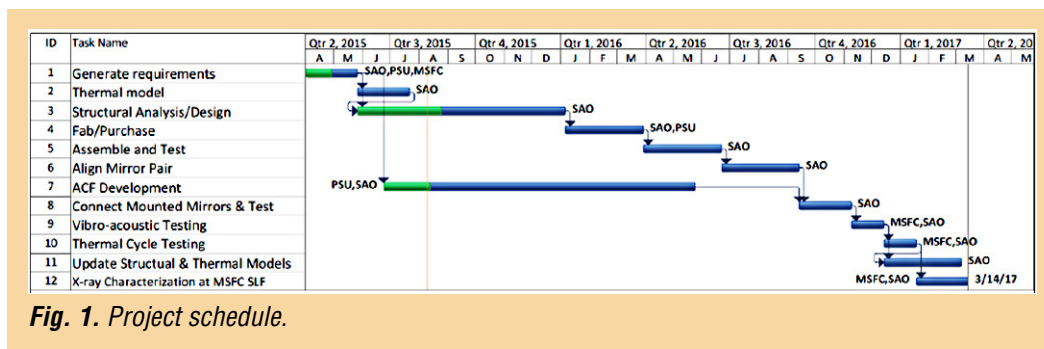 ID Task Name Qtr 2, 2015 Qtr 3, 2015 Qtr 4, 2015 Qtr 1, 2016 Qtr 2, 2016 Qtr 3, 2016 Qtr 4, 2016 Qtr 1, 2017 Qtr 2, 20
A M J J A S O N D J F M A M J J A S O N D J F M A M
1 Generate requirements SAO,PSU,MSFC
2 Thermal model SAO
3 Structural Analysis/Design SAO
4 Fab/Purchase SAO,PSU
5 Assemble and Test SAO
6 Align Mirror Pair SAO
7 ACF Development PSU,SAO
8 Connect Mounted Mirrors & Test SAO
9 Vibro-acoustic Testing MSFC,SAO
10 Thermal Cycle Testing MSFC,SAO
11 Update Structual & Thermal Models SAO
12 X-ray Characterization at MSFC SLF MSFC,SAO 3/14/17
Fig. 1. Project schedule.